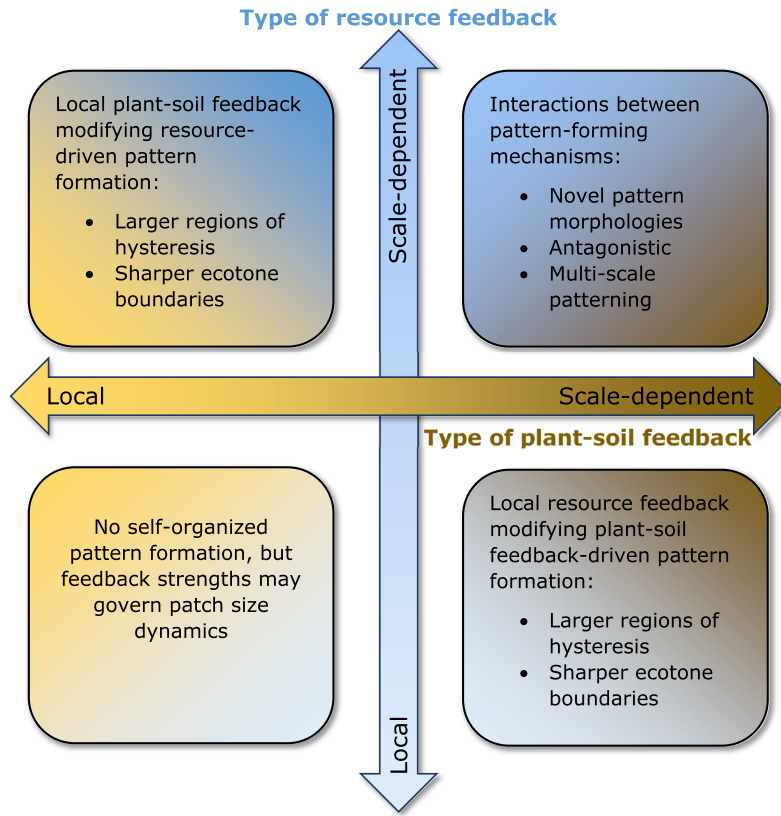 Type of resource feedback
Local plant-soil feedback
modifying resource-
driven pattern
formation:
• Larger regions of
hysteresis
• Sharper ecotone
boundaries
Scale-dependent
Interactions between
pattern-forming
mechanisms:
• Novel pattern
morphologies
• Antagonistic
• Multi-scale
patterning
Local
Scale-dependent
Type of plant-soil feedback
No self-organized
pattern formation, but
feedback strengths may
govern patch size
dynamics
Local
Local resource feedback
modifying plant-soil
feedback-driven pattern
formation:
• Larger regions of
hysteresis
• Sharper ecotone
boundaries